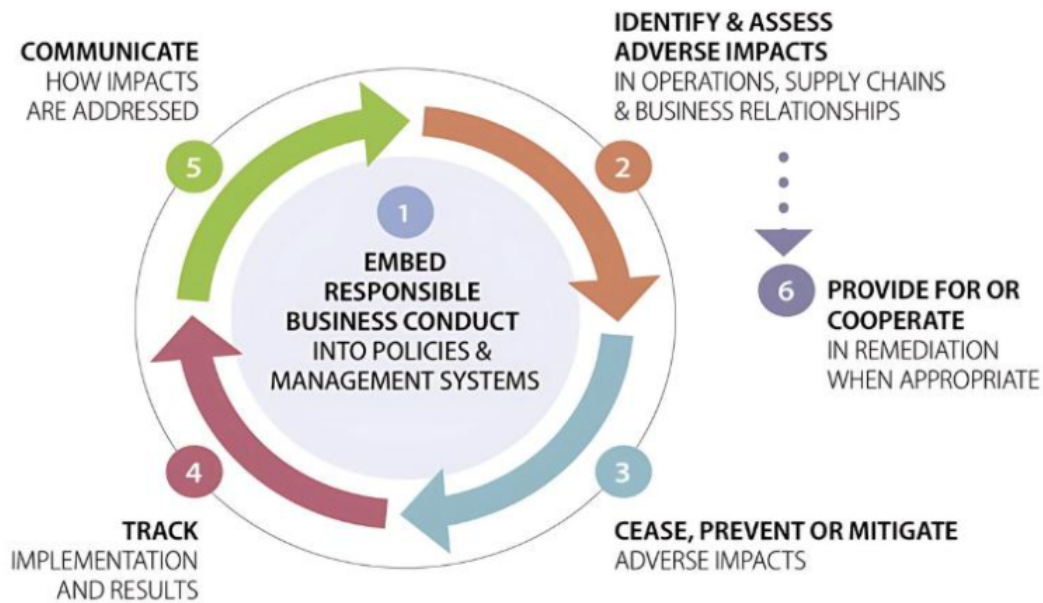 COMMUNICATE
HOW IMPACTS
ARE ADDRESSED
5
IDENTIFY & ASSESS
ADVERSE IMPACTS
IN OPERATIONS, SUPPLY CHAINS
& BUSINESS RELATIONSHIPS
2
1
EMBED
RESPONSIBLE
BUSINESS CONDUCT
INTO POLICIES &
MANAGEMENT SYSTEMS
6
PROVIDE FOR OR
COOPERATE
IN REMEDIATION
WHEN APPROPRIATE
4
TRACK
IMPLEMENTATION
AND RESULTS
3
CEASE, PREVENT OR MITIGATE
ADVERSE IMPACTS